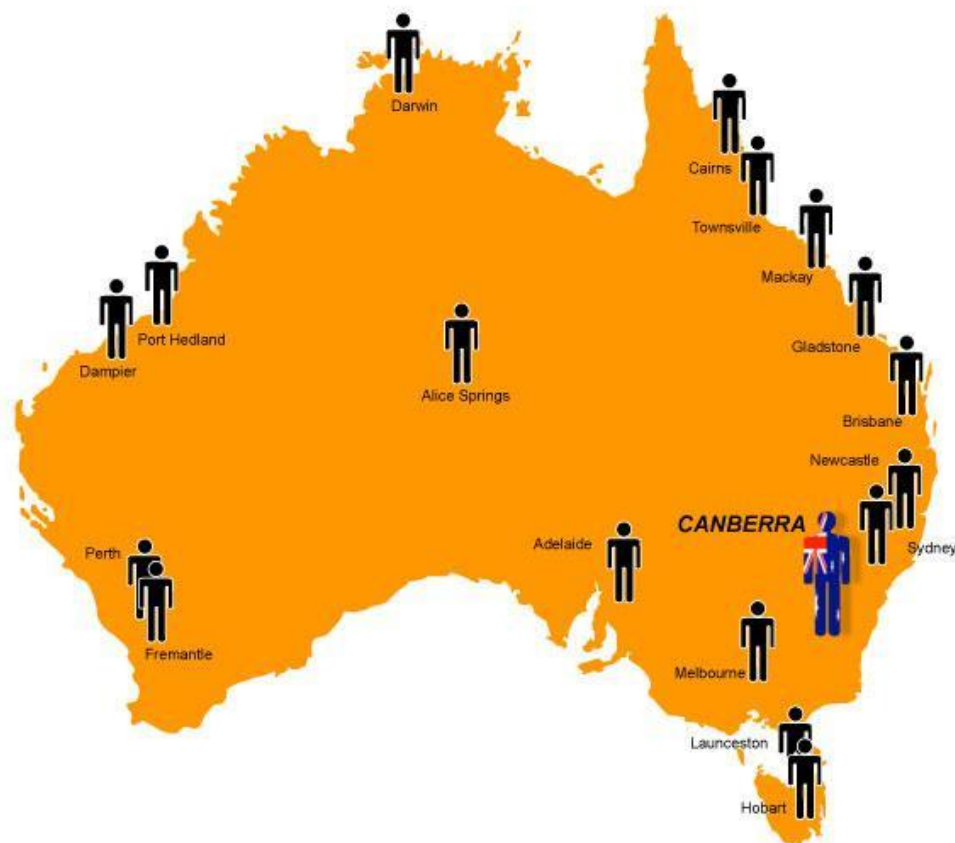 Darwin
Cairns
Townsville
Mackay
Port Hedland
Gladstone
Dampier
Alice Springs
Brisbane
Newcastle
CANBERRA
Adelaide
Sydney
Perth
Fremantle
Melbourne
Launceston
Hobart